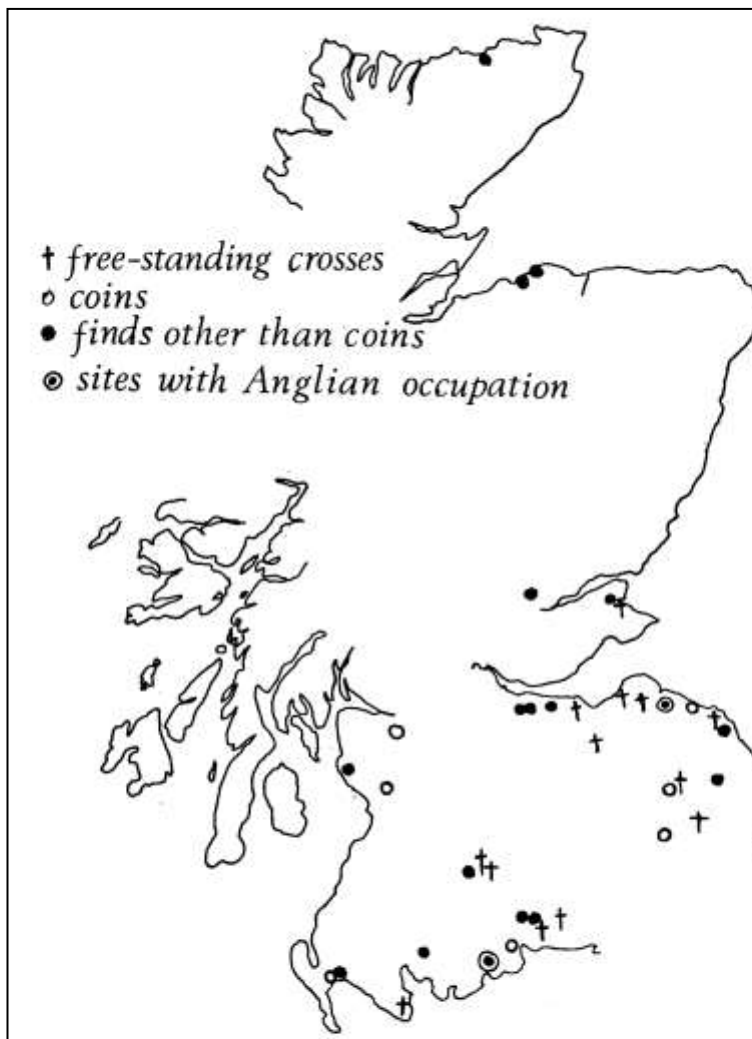 † free-standing crosses
○ coins
● finds other than coins
◉ sites with Anglian occupation